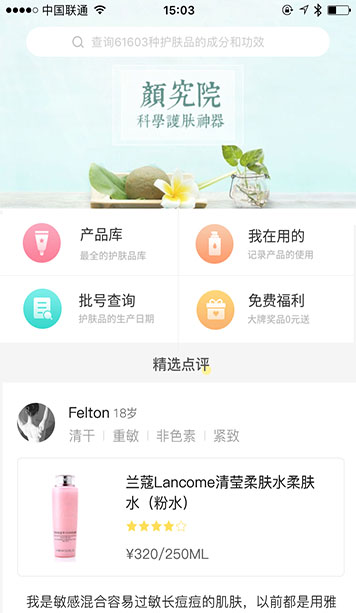 中国联通
15:03
查询61603种护肤品的成分和功效
顏究院
科學護肤神器
产品库
最全的护肤品库
我在用的
记录产品的使用
批号查询
护肤品的生产日期
免费福利
大牌奖品0元送
精选点评
Felton 18岁
清干 | 重敏 | 非色素 | 紧致
兰蔻Lancome清莹柔肤水柔肤
水（粉水）
¥320/250ML
我是敏感混合容易过敏长痘痘的肌肤，以前都是用雅